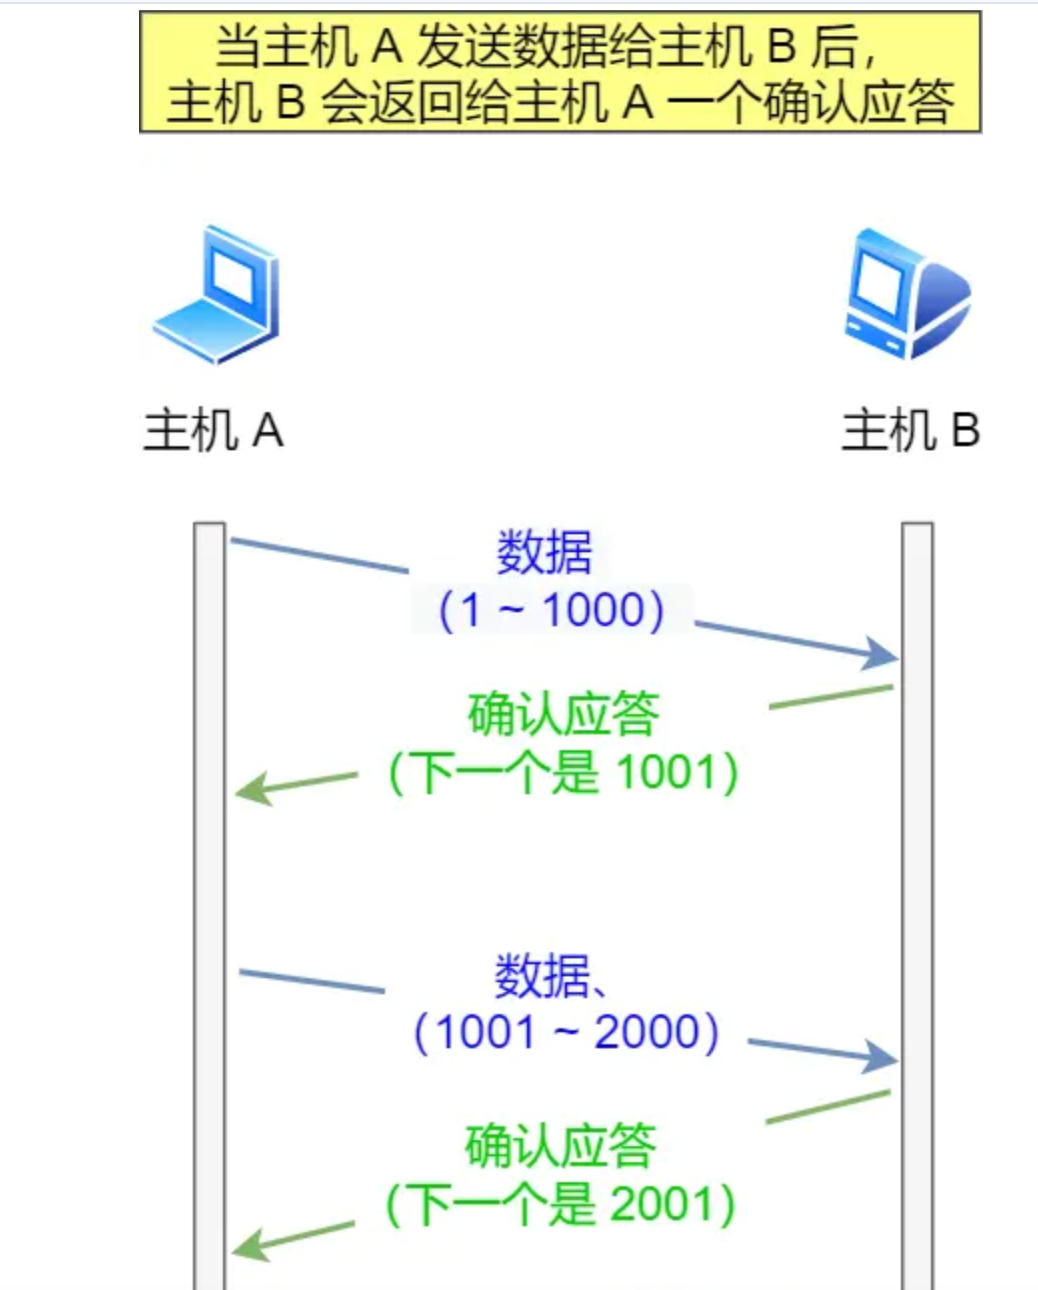 当主机 A 发送数据给主机 B 后，
主机 B 会返回给主机 A 一个确认应答
主机 A
主机 B
数据
（1 ~ 1000）
确认应答
（下一个是 1001）
数据、
（1001 ~ 2000）
确认应答
（下一个是 2001）